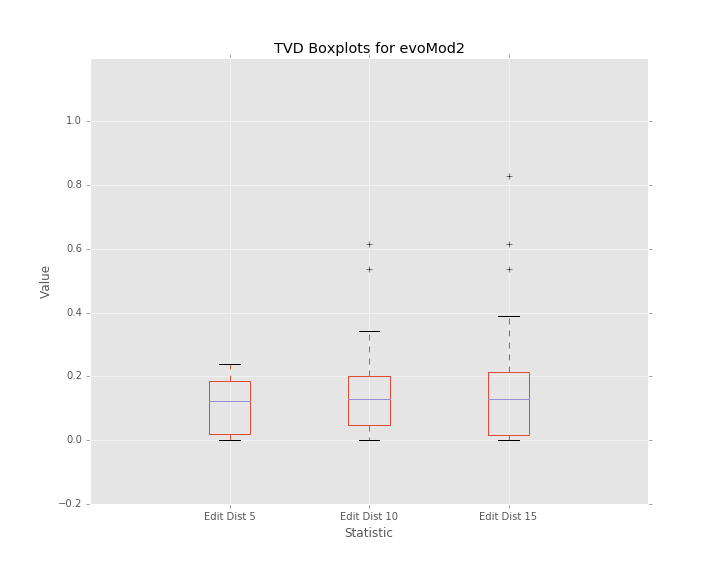 TVD Boxplots for evoMod2
1.0
0.8
0.6
0.4
0.2
0.0
−0.2
Value
Edit Dist 5
Edit Dist 10
Edit Dist 15
Statistic